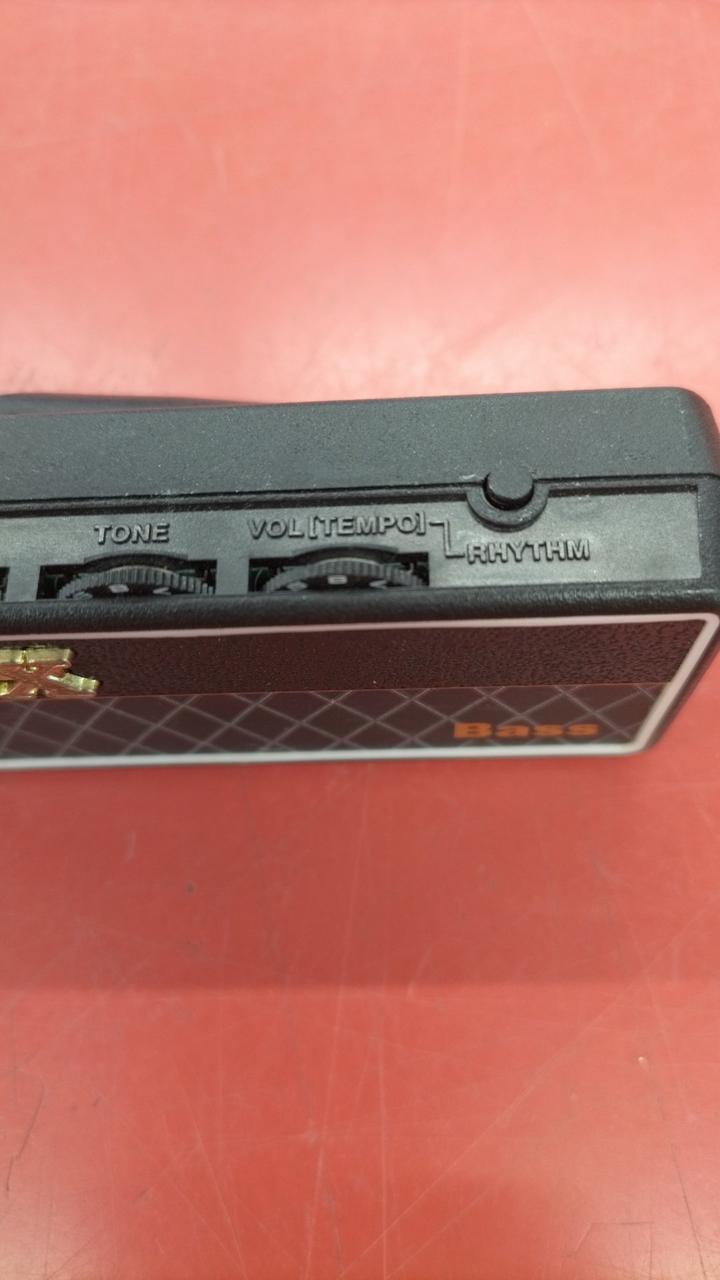 TONE
VOL[TEMPO]
RHYTHM
X
Bass